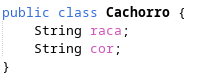 public class Cachorro {
    String raca;
    String cor;
}